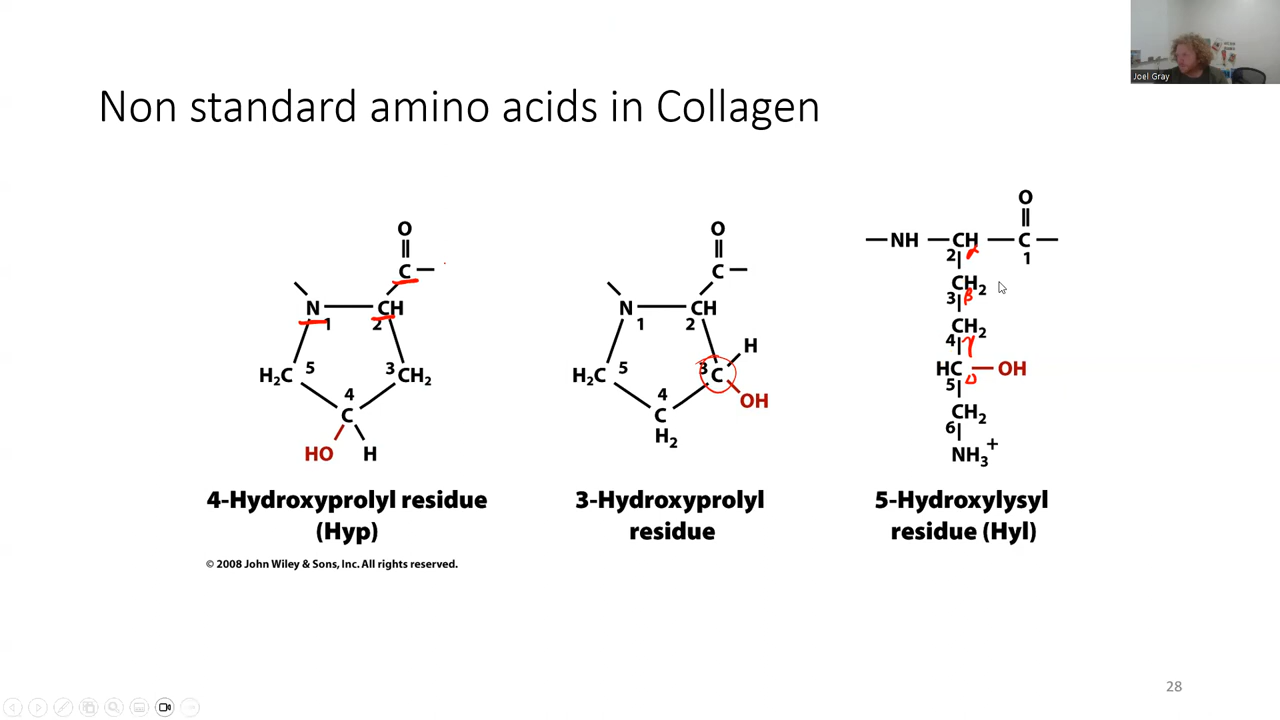 Joel Gray
Non standard amino acids in Collagen
O
C
N
1
CH
2
H₂C
5
3
CH₂
4
C
HO
H
4-Hydroxyprolyl residue
(Hyp)
O
C
N
1
CH
2
H
H₂C
5
3
C
4
OH
C
H₂
3-Hydroxyprolyl
residue
O
NH
CH
C
2
α
1
CH₂
3
β
CH₂
4
γ
HC
OH
5
Δ
CH₂
6
NH₃⁺
5-Hydroxylysyl
residue (Hyl)
© 2008 John Wiley & Sons, Inc. All rights reserved.
28